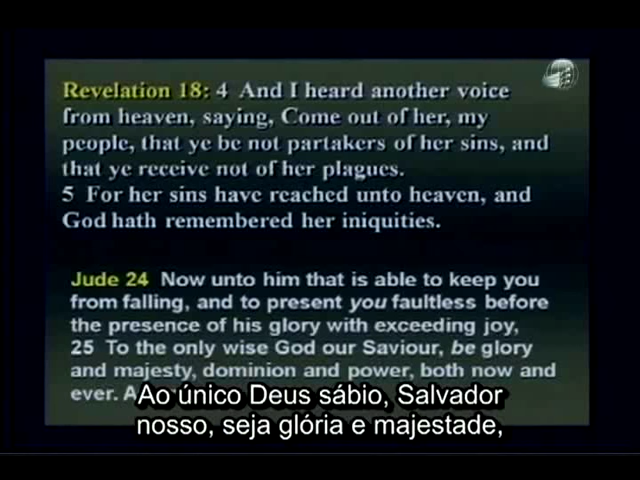 Revelation 18: 4 And I heard another voice
from heaven, saying, Come out of her, my
people, that ye be not partakers of her sins, and
that ye receive not of her plagues.
5 For her sins have reached unto heaven, and
God hath remembered her iniquities.
Jude 24 Now unto him that is able to keep you
from falling, and to present you faultless before
the presence of his glory with exceeding joy,
25 To the only wise God our Saviour, be glory
and majesty, dominion and power, both now and
ever.
Ao único Deus sábio, Salvador
nosso, seja glória e majestade,